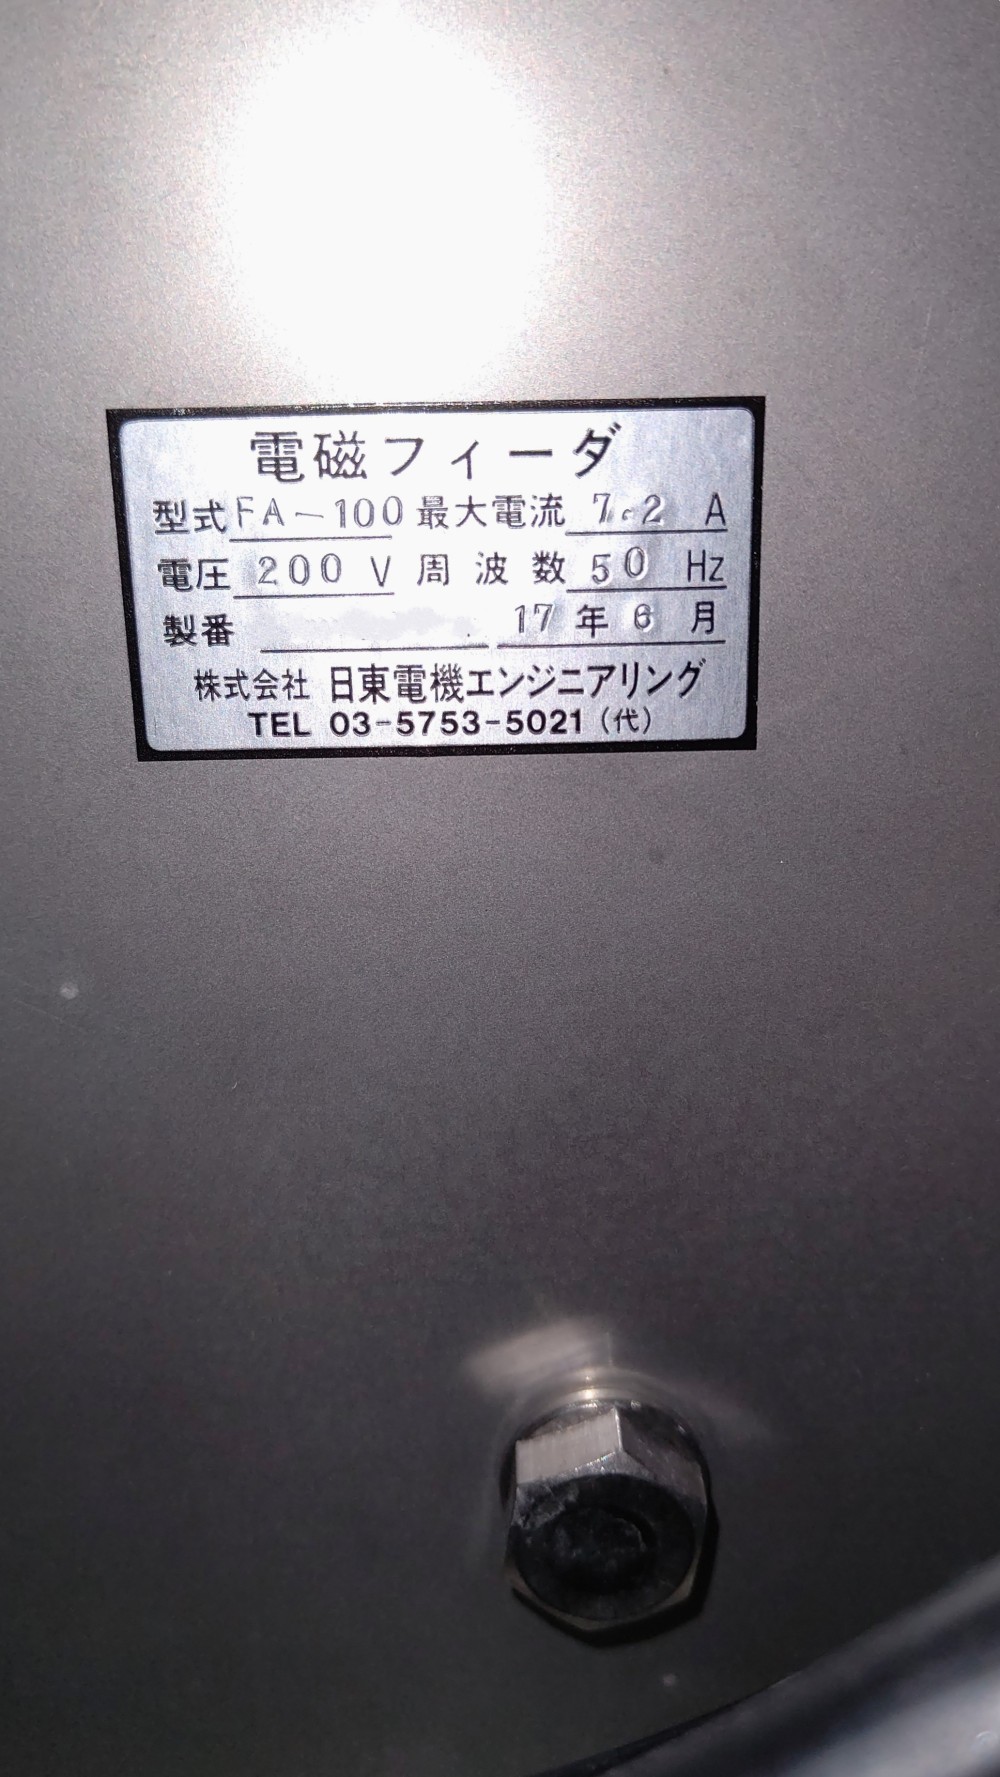 電磁フィーダ
型式 FA-100 最大電流 7.2 A
電圧 200 V 周波数 50 Hz
製番 17年 6月
株式会社 日東電機エンジニアリング
TEL 03-5753-5021 (代)